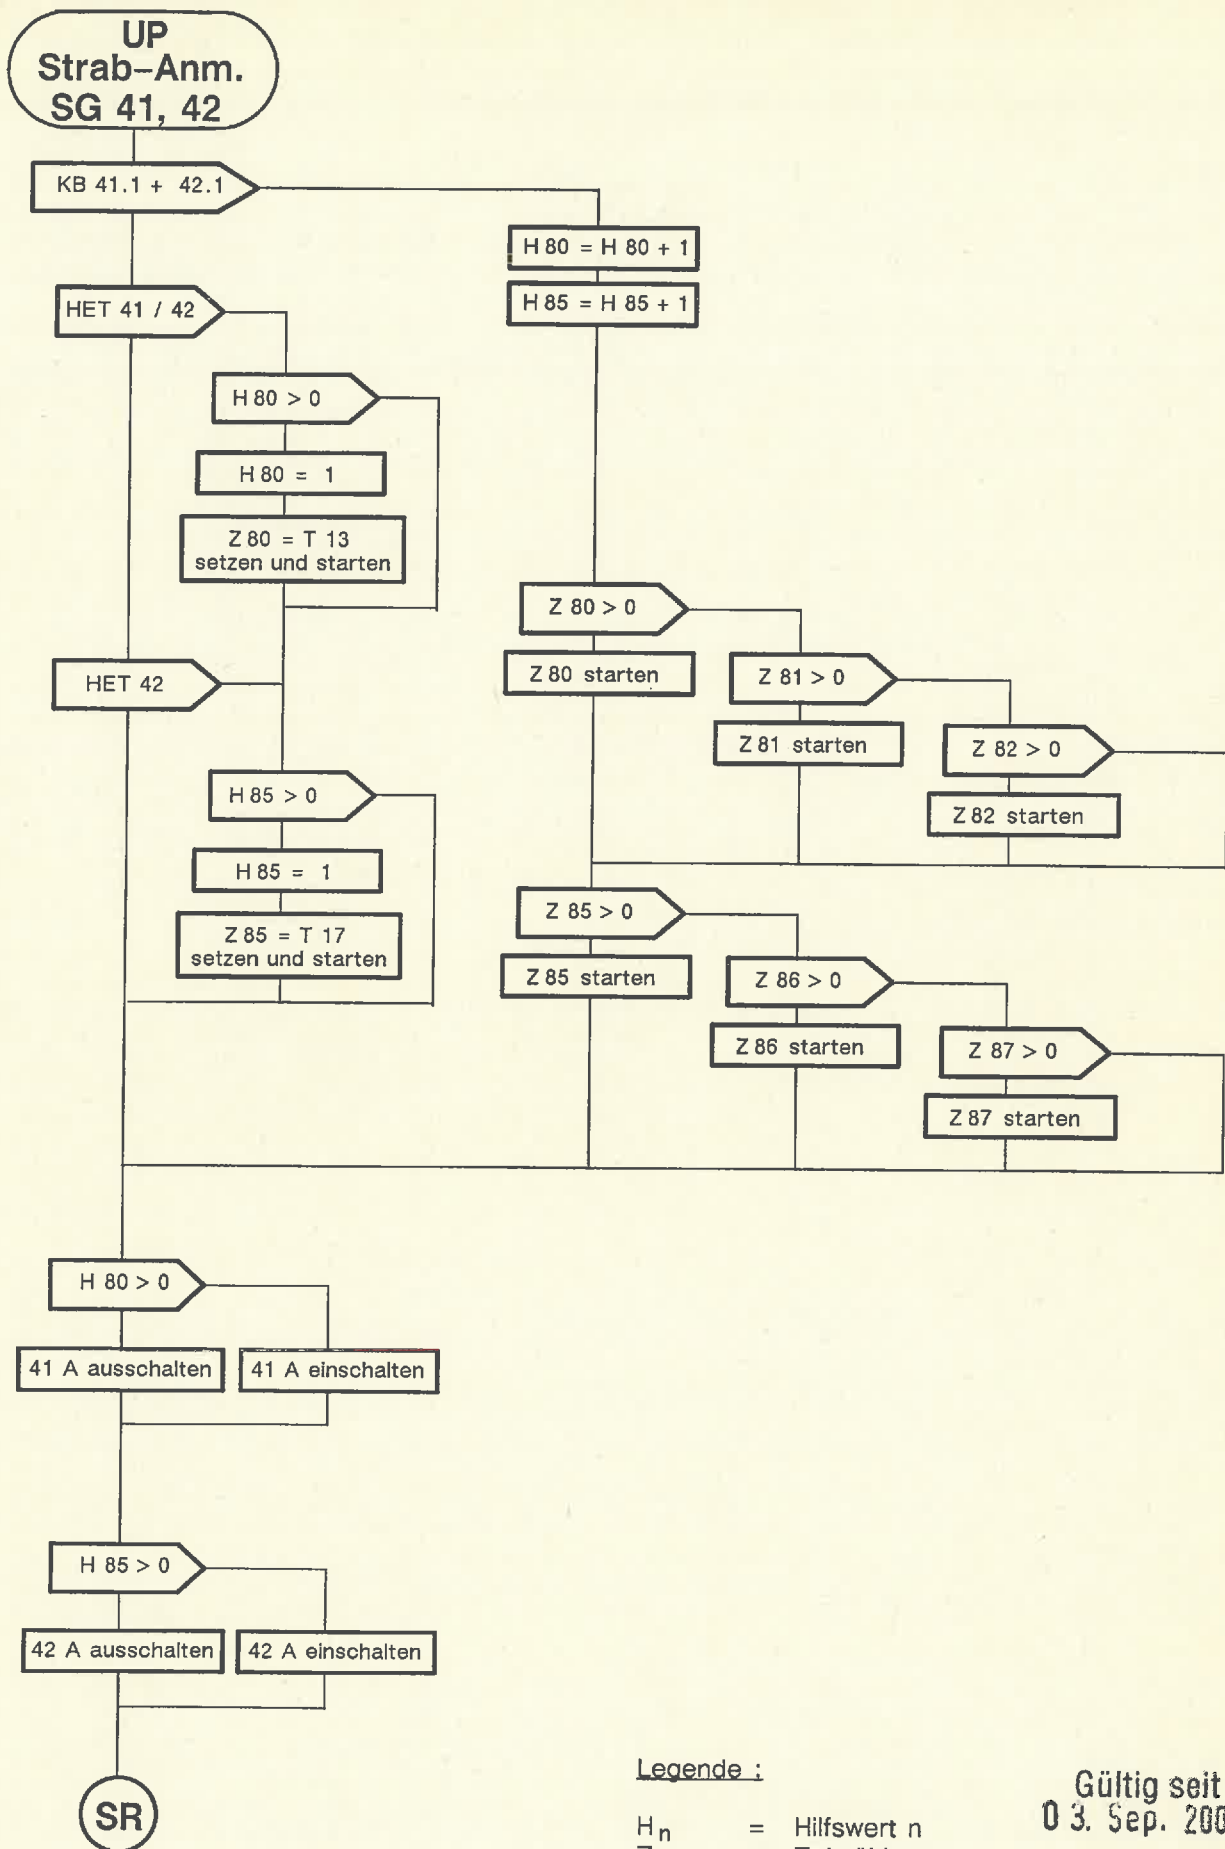 UP
Strab–Anm.
SG 41, 42
KB 41.1 + 42.1
H 80 = H 80 + 1
H 85 = H 85 + 1
HET 41 / 42
H 80 > 0
H 80 = 1
Z 80 = T 13
setzen und starten
Z 80 > 0
Z 80 starten
Z 81 > 0
Z 81 starten
Z 82 > 0
Z 82 starten
HET 42
H 85 > 0
H 85 = 1
Z 85 = T 17
setzen und starten
Z 85 > 0
Z 85 starten
Z 86 > 0
Z 86 starten
Z 87 > 0
Z 87 starten
H 80 > 0
41 A ausschalten
41 A einschalten
H 85 > 0
42 A ausschalten
42 A einschalten
SR
Legende :
Hn = Hilfswert n
Gültig seit
0 3. Sep. 200